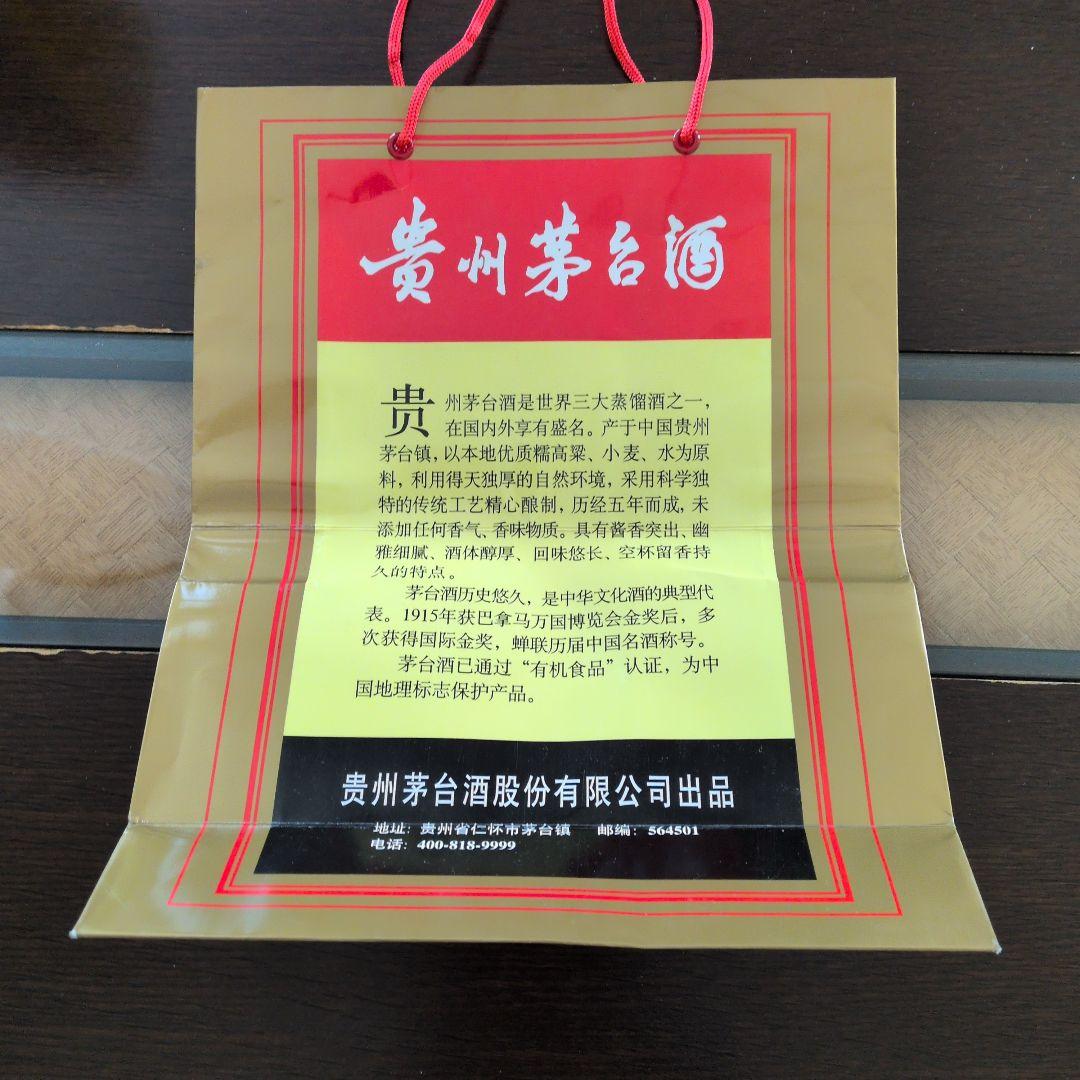 贵州茅台酒
贵州茅台酒是世界三大蒸馏酒之一，
在国内外享有盛名。产于中国贵州
茅台镇，以本地优质糯高粱、小麦、水为原
料，利用得天独厚的自然环境，采用科学独
特的传统工艺精心酿制，历经五年而成，未
添加任何香气、香味物质。具有酱香突出、幽
雅细腻、酒体醇厚、回味悠长、空杯留香持
久的特点。
茅台酒历史悠久，是中华文化酒的典型代
表。1915年获巴拿马万国博览会金奖后，多
次获得国际金奖，蝉联历届中国名酒称号。
茅台酒已通过“有机食品”认证，为中
国地理标志保护产品。
贵州茅台酒股份有限公司出品
地址：贵州省仁怀市茅台镇 邮编：564501
电话：400-818-9999